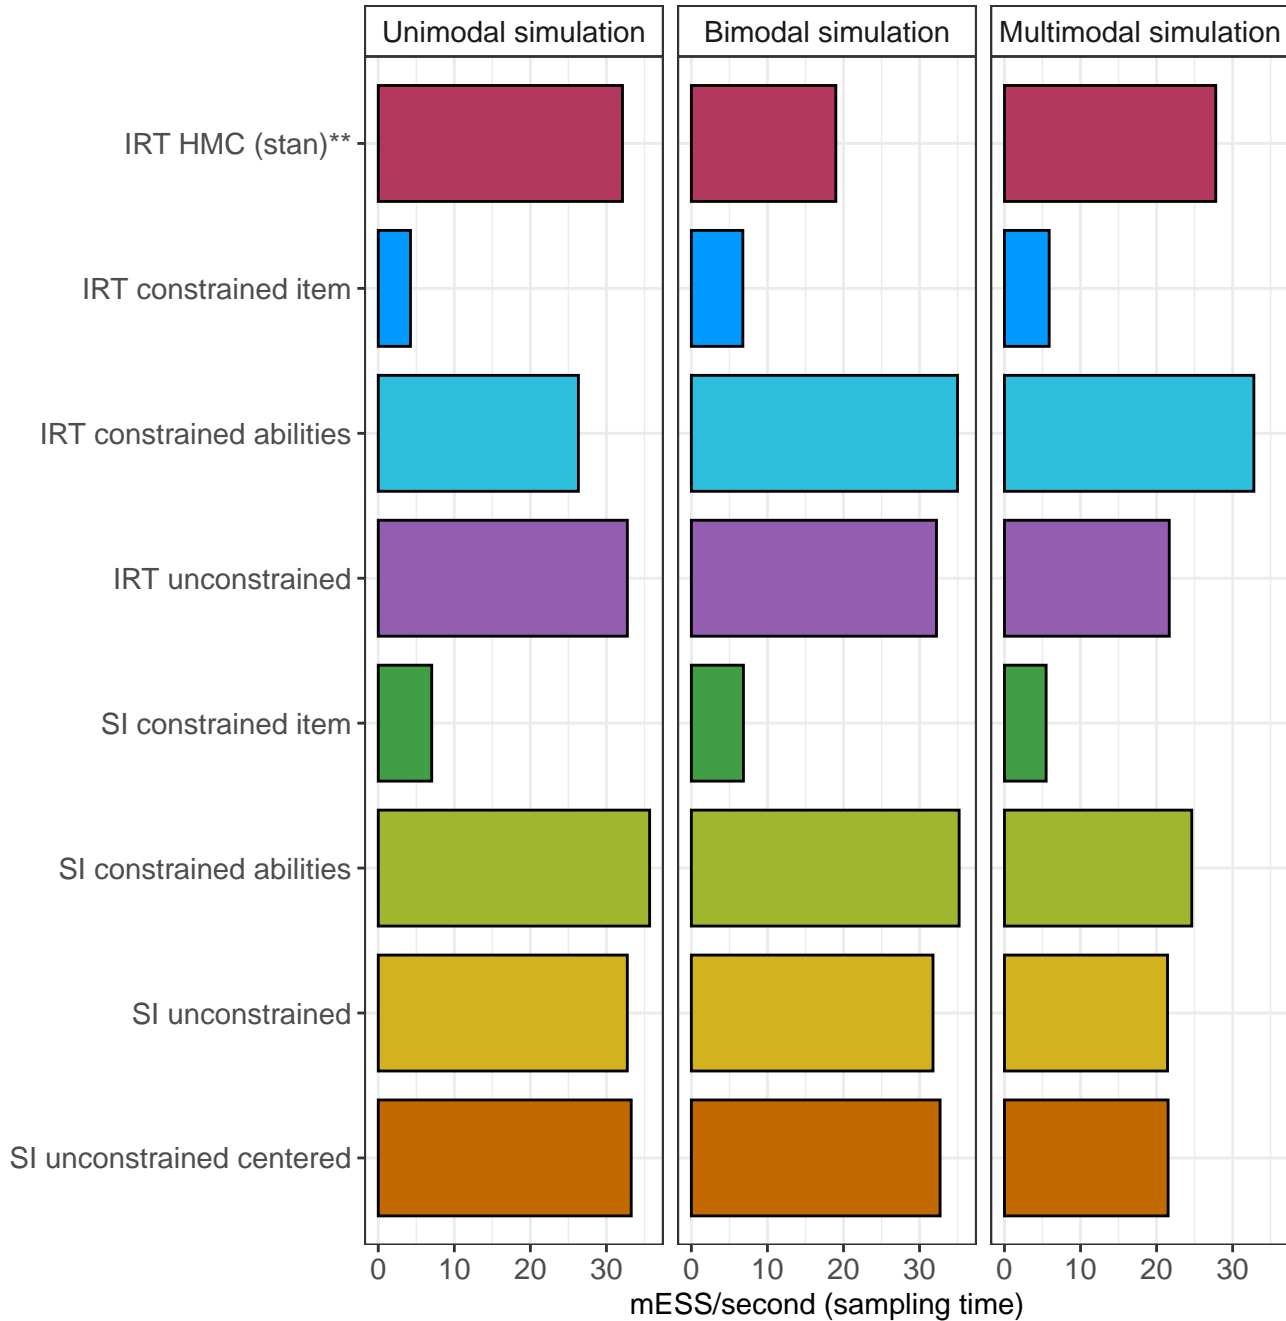 Unimodal simulation
Bimodal simulation
Multimodal simulation
IRT HMC (stan)**
IRT constrained item
IRT constrained abilities
IRT unconstrained
SI constrained item
SI constrained abilities
SI unconstrained
SI unconstrained centered
0 10 20 30
0 10 20 30
0 10 20 30
mESS/second (sampling time)